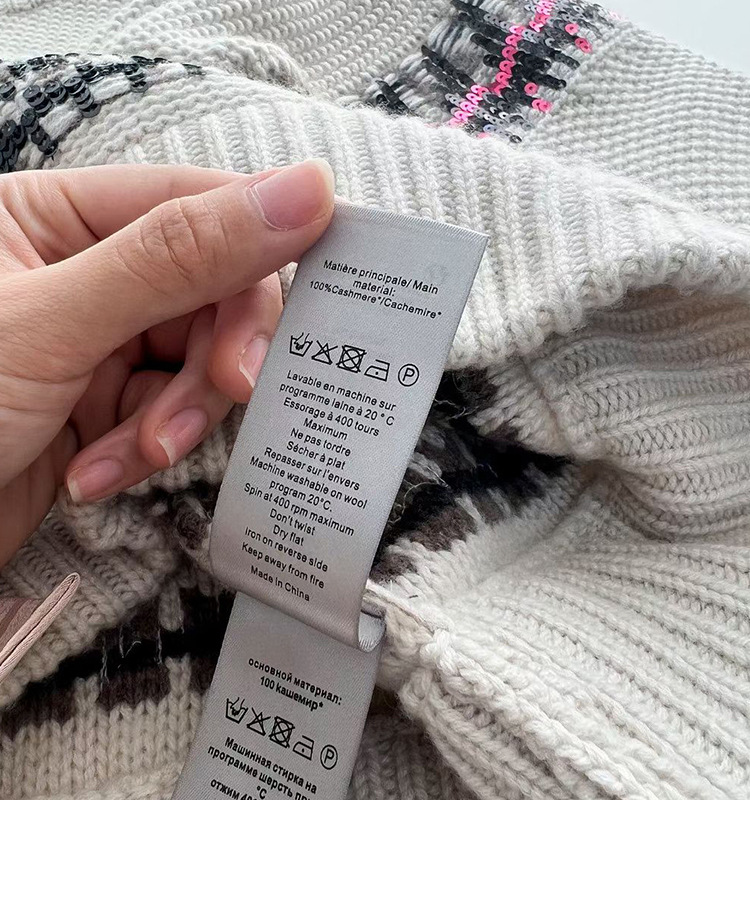 Matière principale/ Main
material:
100%Cashmere*/Cachemire*
P
Lavable en machine sur
programme laine à 20 ° C
Essorage à 400 tours
Maximum
Ne pas tordre
Sécher à plat
Repasser sur l'envers
Machine washable on wool
program 20°C.
Spin at 400 rpm maximum
Don't twist
Dry flat
Iron on reverse side
Keep away from fire
Made in China
основной материал:
100 кашемир*
P
Машинная стирка на
программе шерсть при
°C
отжим